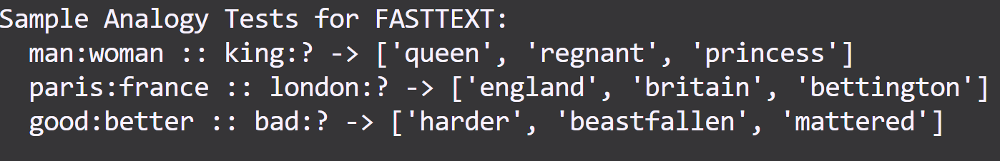 Sample Analogy Tests for FASTTEXT:
man:woman :: king:? -> ['queen', 'regnant', 'princess']
paris:france :: london:? -> ['england', 'britain', 'bettington']
good:better :: bad:? -> ['harder', 'beastfallen', 'mattered']